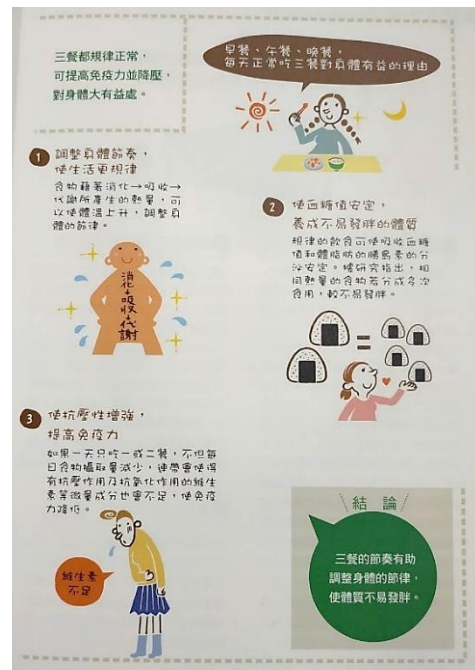 三餐都規律正常，
可提高免疫力並降壓，
對身體大有益處。
早餐、午餐、晚餐，
每天正常吃三餐對身體有益的理由
1 調整身體節奏，
使生活更規律
食物藉著消化→吸收→
代謝所產生的熱量，可
以使體溫上升，調整身
體的節律。
消化+吸收+代謝
2 使血糖值安定，
養成不易發胖的體質
規律的飲食可使吸收血糖
值和體脂肪的胰島素的分
泌安定。據研究指出，相
同熱量的食物若分成多次
食用，較不易發胖。
=
3 使抗壓性增強，
提高免疫力
如果一天只吃一或二餐，不但每
日食物攝取量減少，連帶會使得
有抗壓作用及抗氧化作用的維生
素等微量成分也會不足，使免疫
力降低。
維生素
不足
結論
三餐的節奏有助
調整身體的節律，
使體質不易發胖。